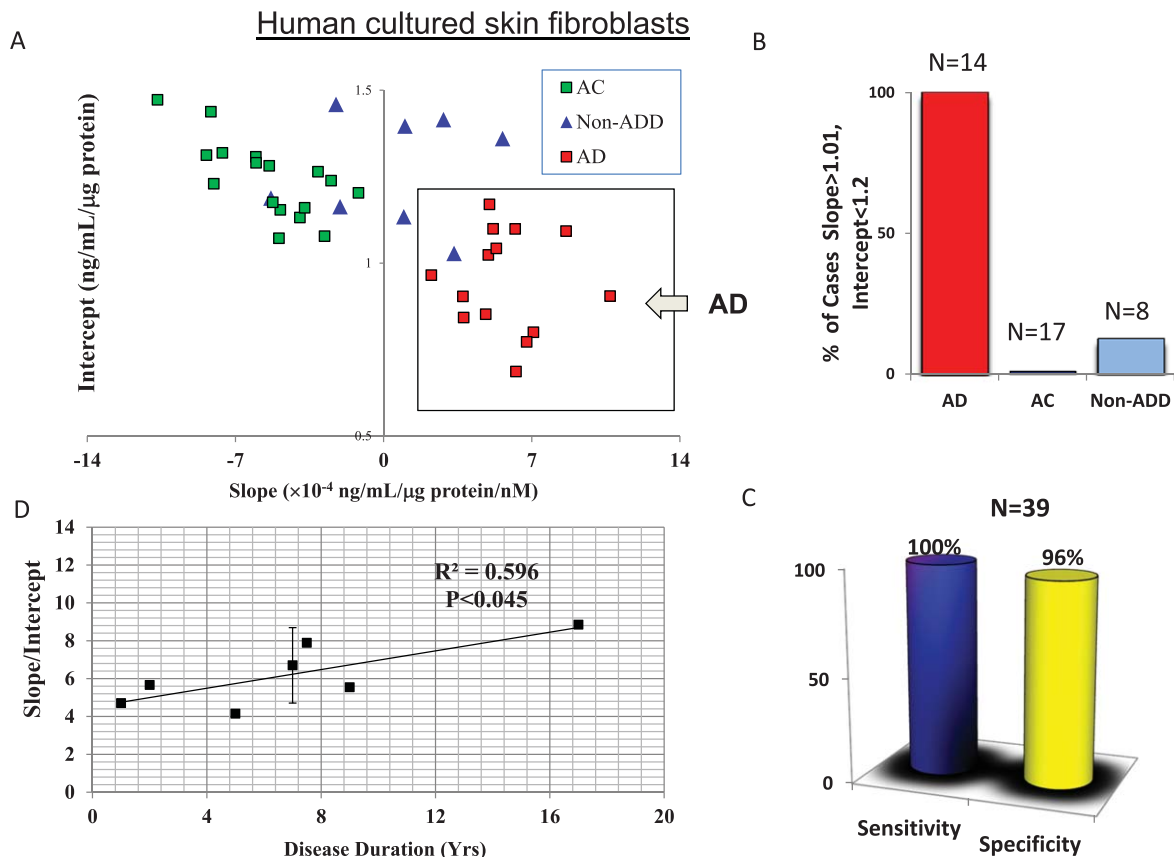 Human cultured skin fibroblasts
A
Intercept (ng/mL/μg protein)
1.5
1
0.5
-14
-7
0
7
14
Slope (×10⁻⁴ ng/mL/μg protein/nM)
AC
Non-ADD
AD
AD
B
% of Cases Slope>1.01,
Intercept<1.2
100
50
0
N=14
N=17
N=8
AD
AC
Non-ADD
D
Slope/Intercept
14
12
10
8
6
4
2
0
0
4
8
12
16
20
R² = 0.596
P<0.045
Disease Duration (Yrs)
C
N=39
100%
96%
100
50
0
Sensitivity
Specificity